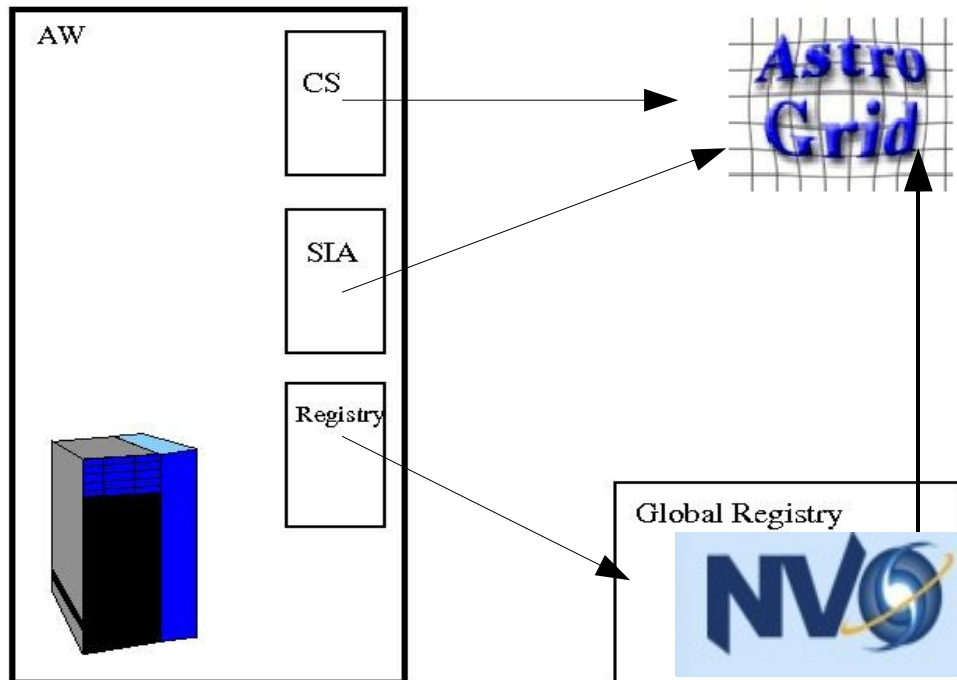 AW
CS
SIA
Registry
Astro
Grid
Global Registry
NVO